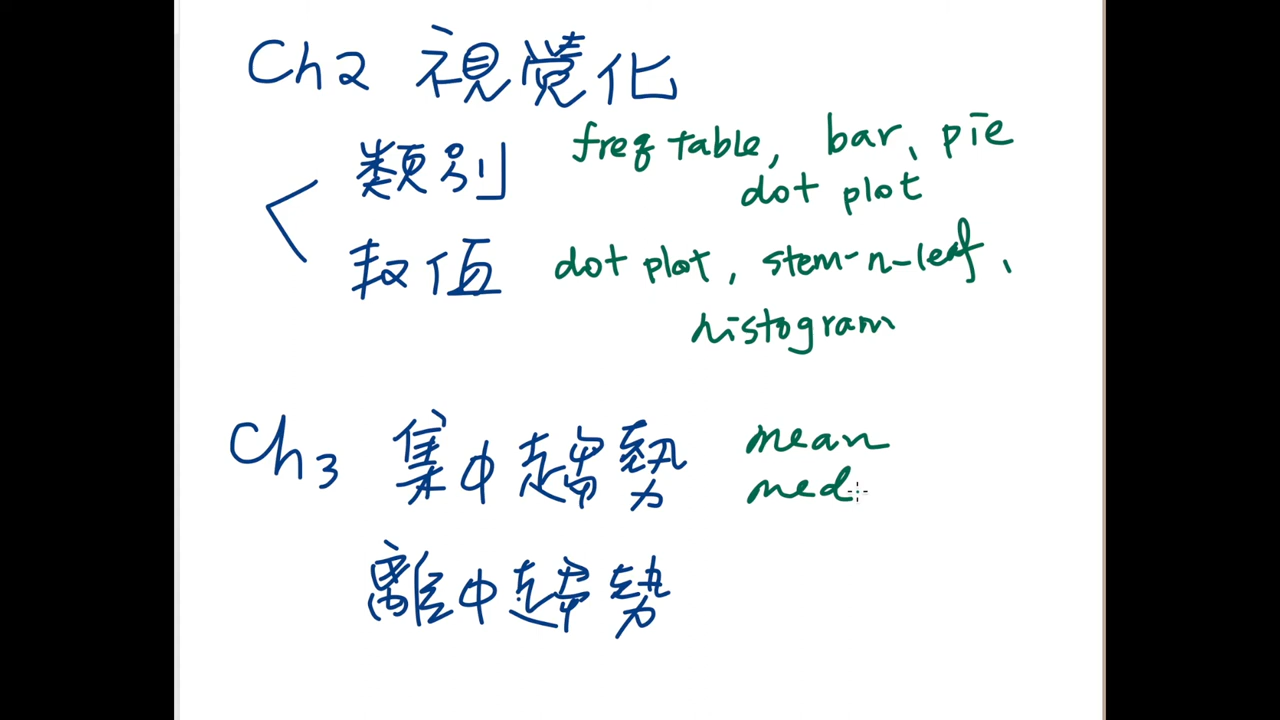 Ch2 視覺化
類別 freq table, bar、pie
dot plot
取值 dot plot, stem-n-leaf、
histogram
Ch3 集中趨勢 mean
med
離中趨勢